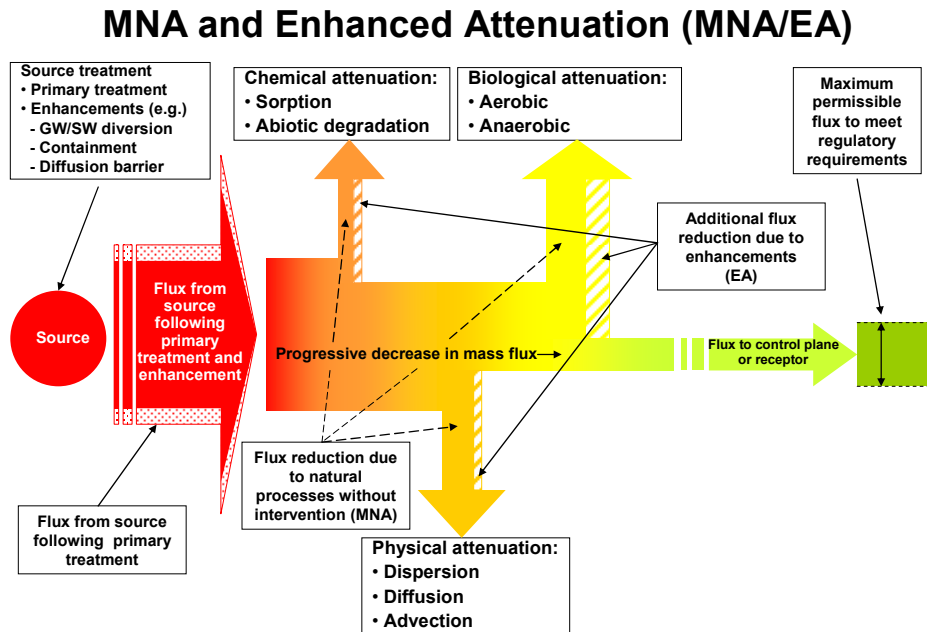 MNA and Enhanced Attenuation (MNA/EA)
Source treatment
• Primary treatment
• Enhancements (e.g.)
- GW/SW diversion
- Containment
- Diffusion barrier
Chemical attenuation:
• Sorption
• Abiotic degradation
Biological attenuation:
• Aerobic
• Anaerobic
Maximum
permissible
flux to meet
regulatory
requirements
Additional flux
reduction due to
enhancements
(EA)
Source
Flux from
source
following
primary
treatment and
enhancement
Progressive decrease in mass flux
Flux to control plane
or receptor
Flux reduction due
to natural
processes without
intervention (MNA)
Flux from source
following primary
treatment
Physical attenuation:
• Dispersion
• Diffusion
• Advection